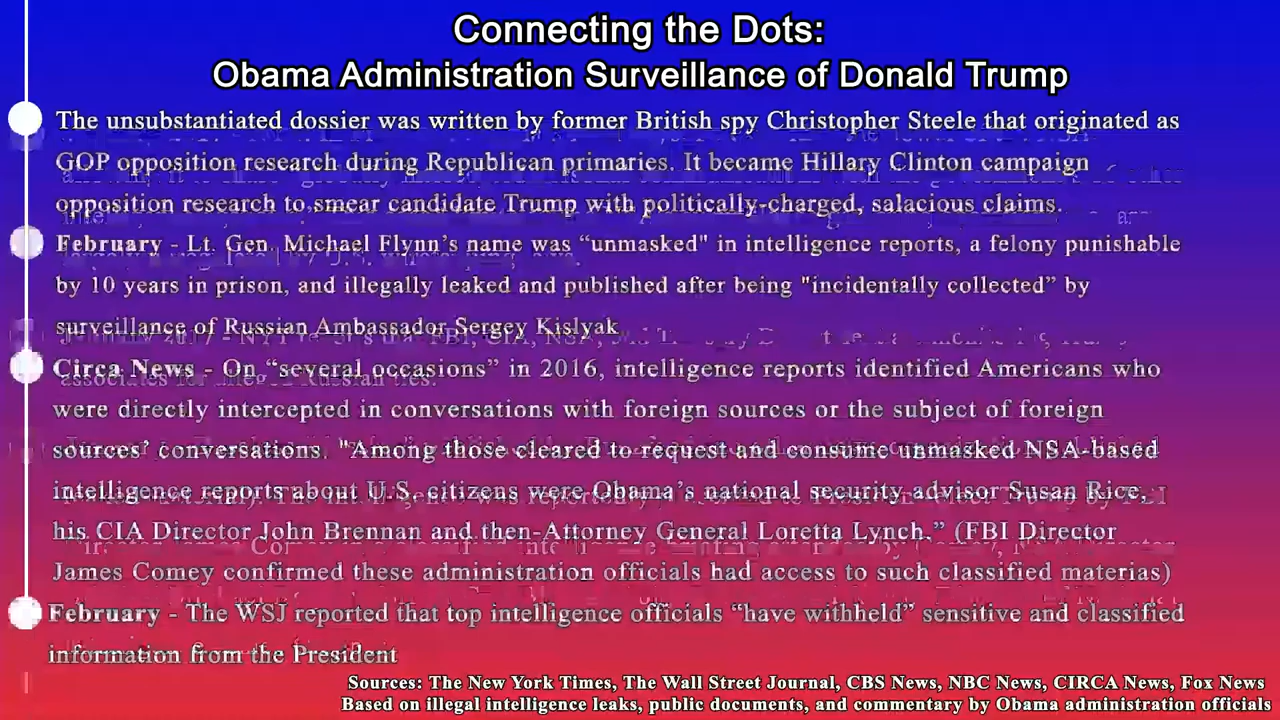 Connecting the Dots:
Obama Administration Surveillance of Donald Trump
The unsubstantiated dossier was written by former British spy Christopher Steele that originated as
GOP opposition research during Republican primaries. It became Hillary Clinton campaign
opposition research to smear candidate Trump with politically-charged, salacious claims.
February - Lt. Gen. Michael Flynn's name was “unmasked" in intelligence reports, a felony punishable
by 10 years in prison, and illegally leaked and published after being "incidentally collected” by
surveillance of Russian Ambassador Sergey Kislyak
Circa News - On “several occasions” in 2016, intelligence reports identified Americans who
were directly intercepted in conversations with foreign sources or the subject of foreign
sources’ conversations. "Among those cleared to request and consume unmasked NSA-based
intelligence reports about U.S. citizens were Obama’s national security advisor Susan Rice,
his CIA Director John Brennan and then-Attorney General Loretta Lynch.” (FBI Director
James Comey confirmed these administration officials had access to such classified materias)
February - The WSJ reported that top intelligence officials “have withheld” sensitive and classified
information from the President
Sources: The New York Times, The Wall Street Journal, CBS News, NBC News, CIRCA News, Fox News
Based on illegal intelligence leaks, public documents, and commentary by Obama administration officials